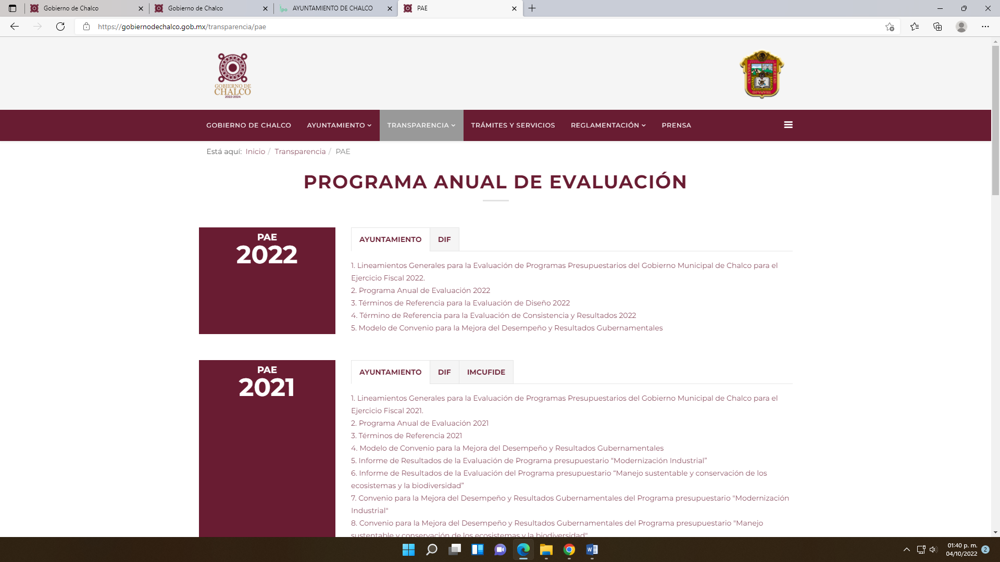 Gobierno de Chalco
Gobierno de Chalco
AYUNTAMIENTO DE CHALCO
PAE
https://gobiernodechalco.gob.mx/transparencia/pae
GOBIERNO DE
CHALCO
2022-2024
CVLTVRA
LIBERTAD
TRABAJO
GOBIERNO DE CHALCO
AYUNTAMIENTO
TRANSPARENCIA
TRÁMITES Y SERVICIOS
REGLAMENTACIÓN
PRENSA
Está aquí: Inicio / Transparencia / PAE
PROGRAMA ANUAL DE EVALUACIÓN
PAE
2022
AYUNTAMIENTO
DIF
1. Lineamientos Generales para la Evaluación de Programas Presupuestarios del Gobierno Municipal de Chalco para el
Ejercicio Fiscal 2022.
2. Programa Anual de Evaluación 2022
3. Términos de Referencia para la Evaluación de Diseño 2022
4. Término de Referencia para la Evaluación de Consistencia y Resultados 2022
5. Modelo de Convenio para la Mejora del Desempeño y Resultados Gubernamentales
PAE
2021
AYUNTAMIENTO
DIF
IMCUFIDE
1. Lineamientos Generales para la Evaluación de Programas Presupuestarios del Gobierno Municipal de Chalco para el
Ejercicio Fiscal 2021.
2. Programa Anual de Evaluación 2021
3. Términos de Referencia 2021
4. Modelo de Convenio para la Mejora del Desempeño y Resultados Gubernamentales
5. Informe de Resultados de la Evaluación de Programa presupuestario “Modernización Industrial”
6. Informe de Resultados de la Evaluación del Programa presupuestario “Manejo sustentable y conservación de los
ecosistemas y la biodiversidad”
7. Convenio para la Mejora del Desempeño y Resultados Gubernamentales del Programa presupuestario "Modernización
Industrial"
8. Convenio para la Mejora del Desempeño y Resultados Gubernamentales del Programa presupuestario "Manejo
sustentable y conservación de los ecosistemas y la biodiversidad"
01:40 p. m.
04/10/2022
2